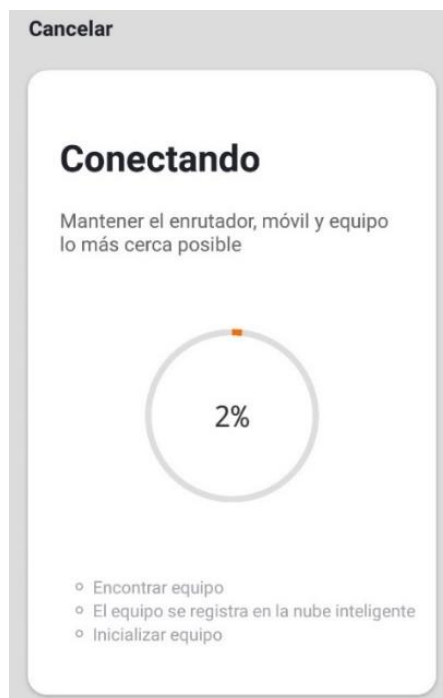 Cancelar
Conectando
Mantener el enrutador, móvil y equipo
lo más cerca posible
2%
Encontrar equipo
El equipo se registra en la nube inteligente
Inicializar equipo